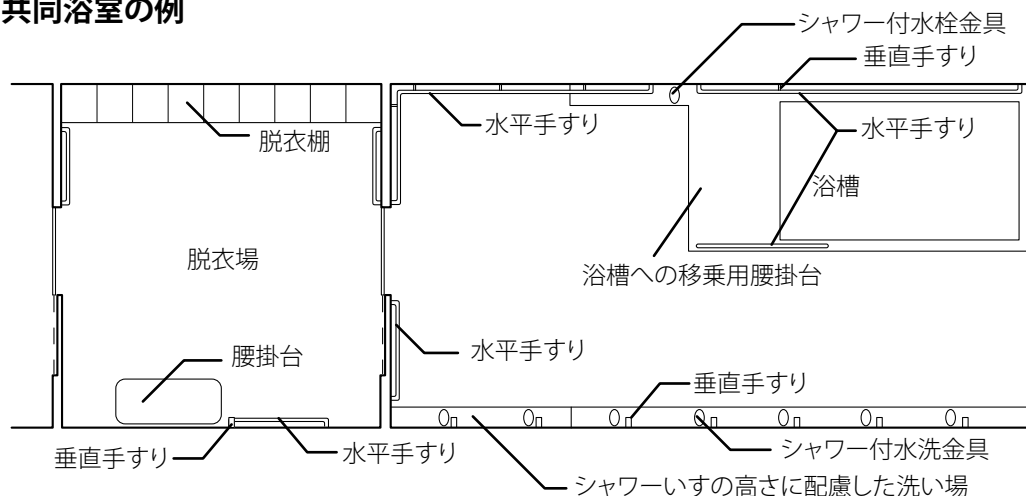 共同浴室の例
シャワー付水栓金具
垂直手すり
水平手すり
水平手すり
脱衣棚
浴槽
脱衣場
浴槽への移乗用腰掛台
水平手すり
腰掛台
垂直手すり
垂直手すり
水平手すり
シャワー付水洗金具
シャワーいすの高さに配慮した洗い場